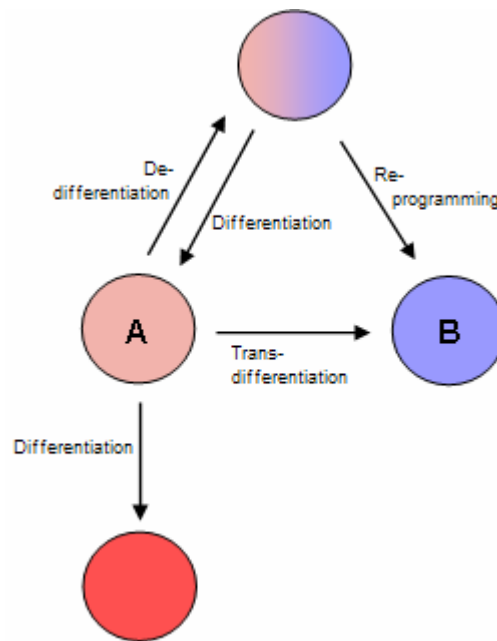 De-
differentiation
Re-
programming
Differentiation
A
B
Trans-
differentiation
Differentiation